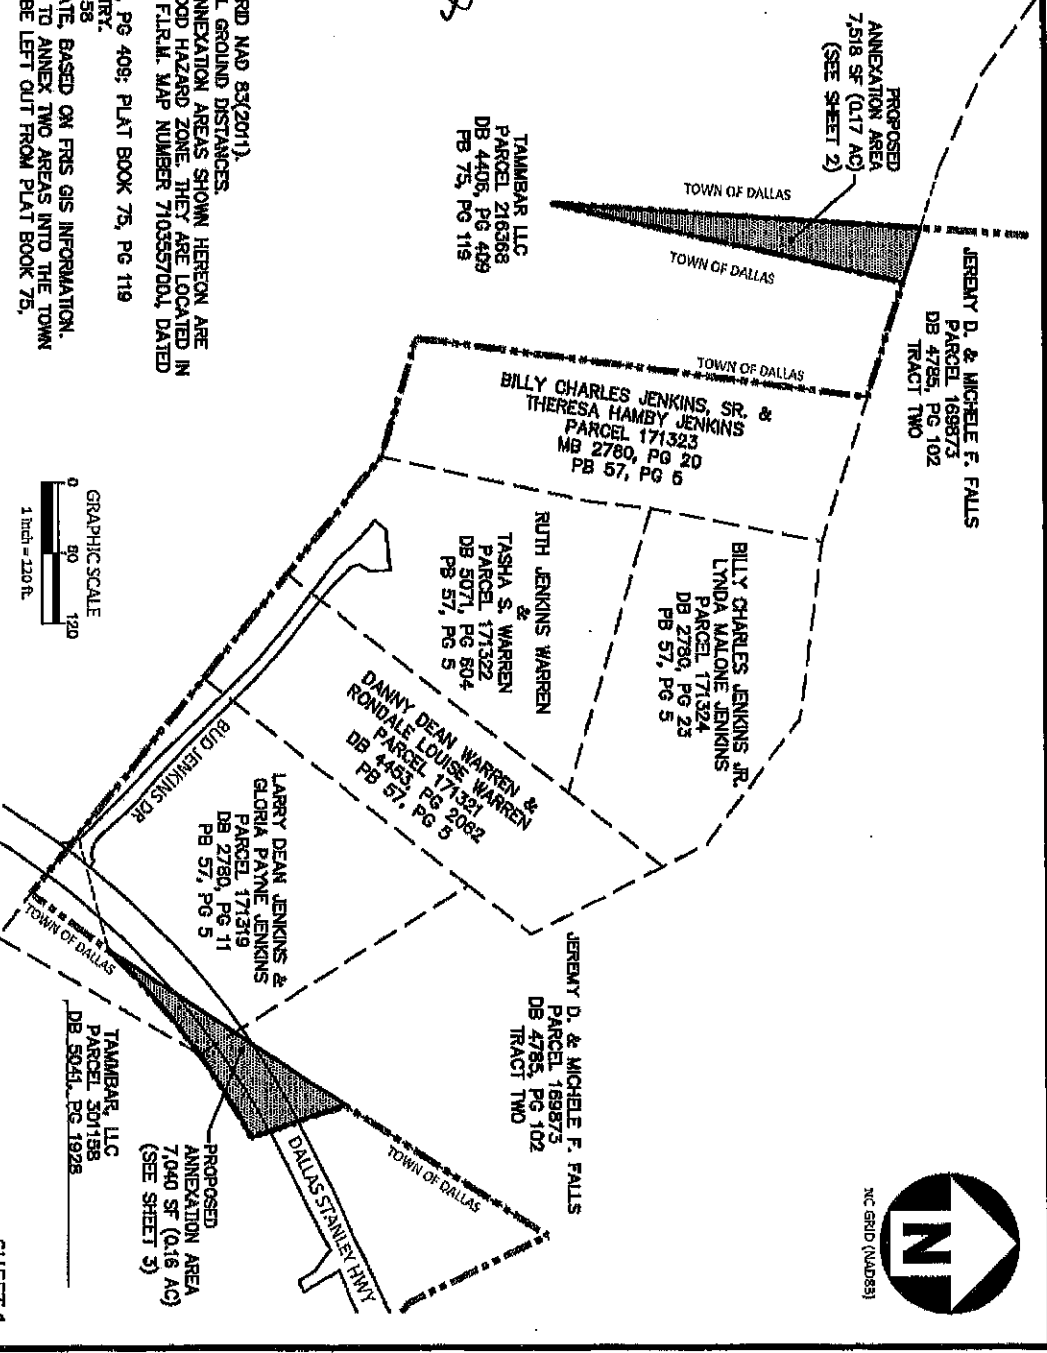 PROPOSED
ANNEXATION AREA
7,518 SF (0.17 AC)
(SEE SHEET 2)
TOWN OF DALLAS
TOWN OF DALLAS
JEREMY D. & MICHELE F. FALLS
PARCEL 169873
DB 4785, PG 102
TRACT TWO
NC GRID (NAD83)
N
TAMMBAR LLC
PARCEL 216368
DB 4406, PG 409
PB 75, PG 119
TOWN OF DALLAS
BILLY CHARLES JENKINS, SR. &
THERESA HAMBY JENKINS
PARCEL 171323
MB 2780, PG 20
PB 57, PG 5
BILLY CHARLES JENKINS JR.
LYNDA MALONE JENKINS
PARCEL 171324
DB 2780, PG 23
PB 57, PG 5
RUTH JENKINS WARREN
&
TASHA S. WARREN
PARCEL 171322
DB 5071, PG 604
PB 57, PG 5
DANNY DEAN WARREN &
RONDALE LOUISE WARREN
PARCEL 171321
DB 4453, PG 2062
PB 57, PG 5
JEREMY D. & MICHELE F. FALLS
PARCEL 169873
DB 4785, PG 102
TRACT TWO
LARRY DEAN JENKINS &
GLORIA PAYNE JENKINS
PARCEL 171319
DB 2780, PG 11
PB 57, PG 5
BUD JENKINS DR
TOWN OF DALLAS
TOWN OF DALLAS
DALLAS STANLEY HWY
PROPOSED
ANNEXATION AREA
7,040 SF (0.16 AC)
(SEE SHEET 3)
TAMMBAR, LLC
PARCEL 301158
DB 5041, PG 1928
RID NAD 83(2011).
L GROUND DISTANCES.
NNEXATION AREAS SHOWN HEREON ARE
OOD HAZARD ZONE. THEY ARE LOCATED IN
F.I.R.M. MAP NUMBER 710355700J, DATED
, PG 409; PLAT BOOK 75, PG 119
TRY.
58
ATE, BASED ON FRIS GIS INFORMATION.
TO ANNEX TWO AREAS INTO THE TOWN
BE LEFT OUT FROM PLAT BOOK 75,
GRAPHIC SCALE
0 60 120
1 inch = 120 ft.